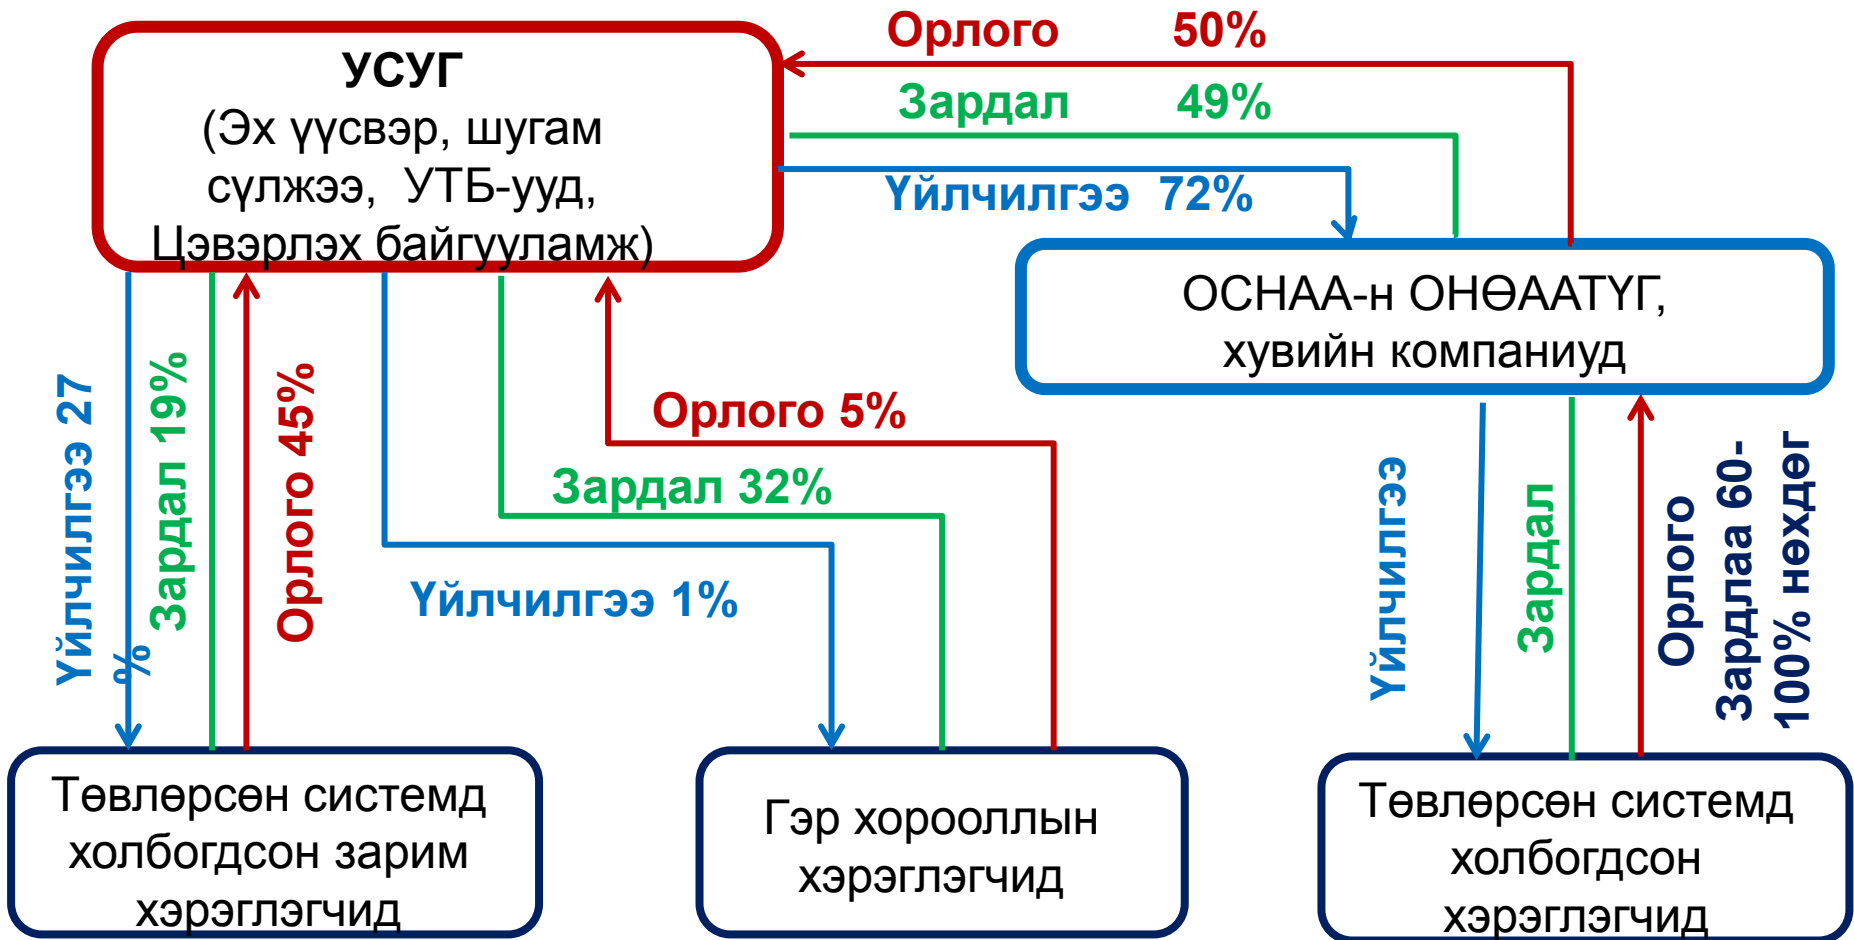 УСУГ
(Эх үүсвэр, шугам
сүлжээ, УТБ-ууд,
Цэвэрлэх байгууламж)
Орлого 50%
Зардал 49%
Үйлчилгээ 72%
ОСНАА-н ОНӨААТҮГ,
хувийн компаниуд
Үйлчилгээ 27
%
Зардал 19%
Орлого 45%
Орлого 5%
Зардал 32%
Үйлчилгээ 1%
Үйлчилгээ
Зардал
Орлого
Зардлаа 60-
100% нөхдөг
Төвлөрсөн системд
холбогдсон зарим
хэрэглэгчид
Гэр хорооллын
хэрэглэгчид
Төвлөрсөн системд
холбогдсон
хэрэглэгчид